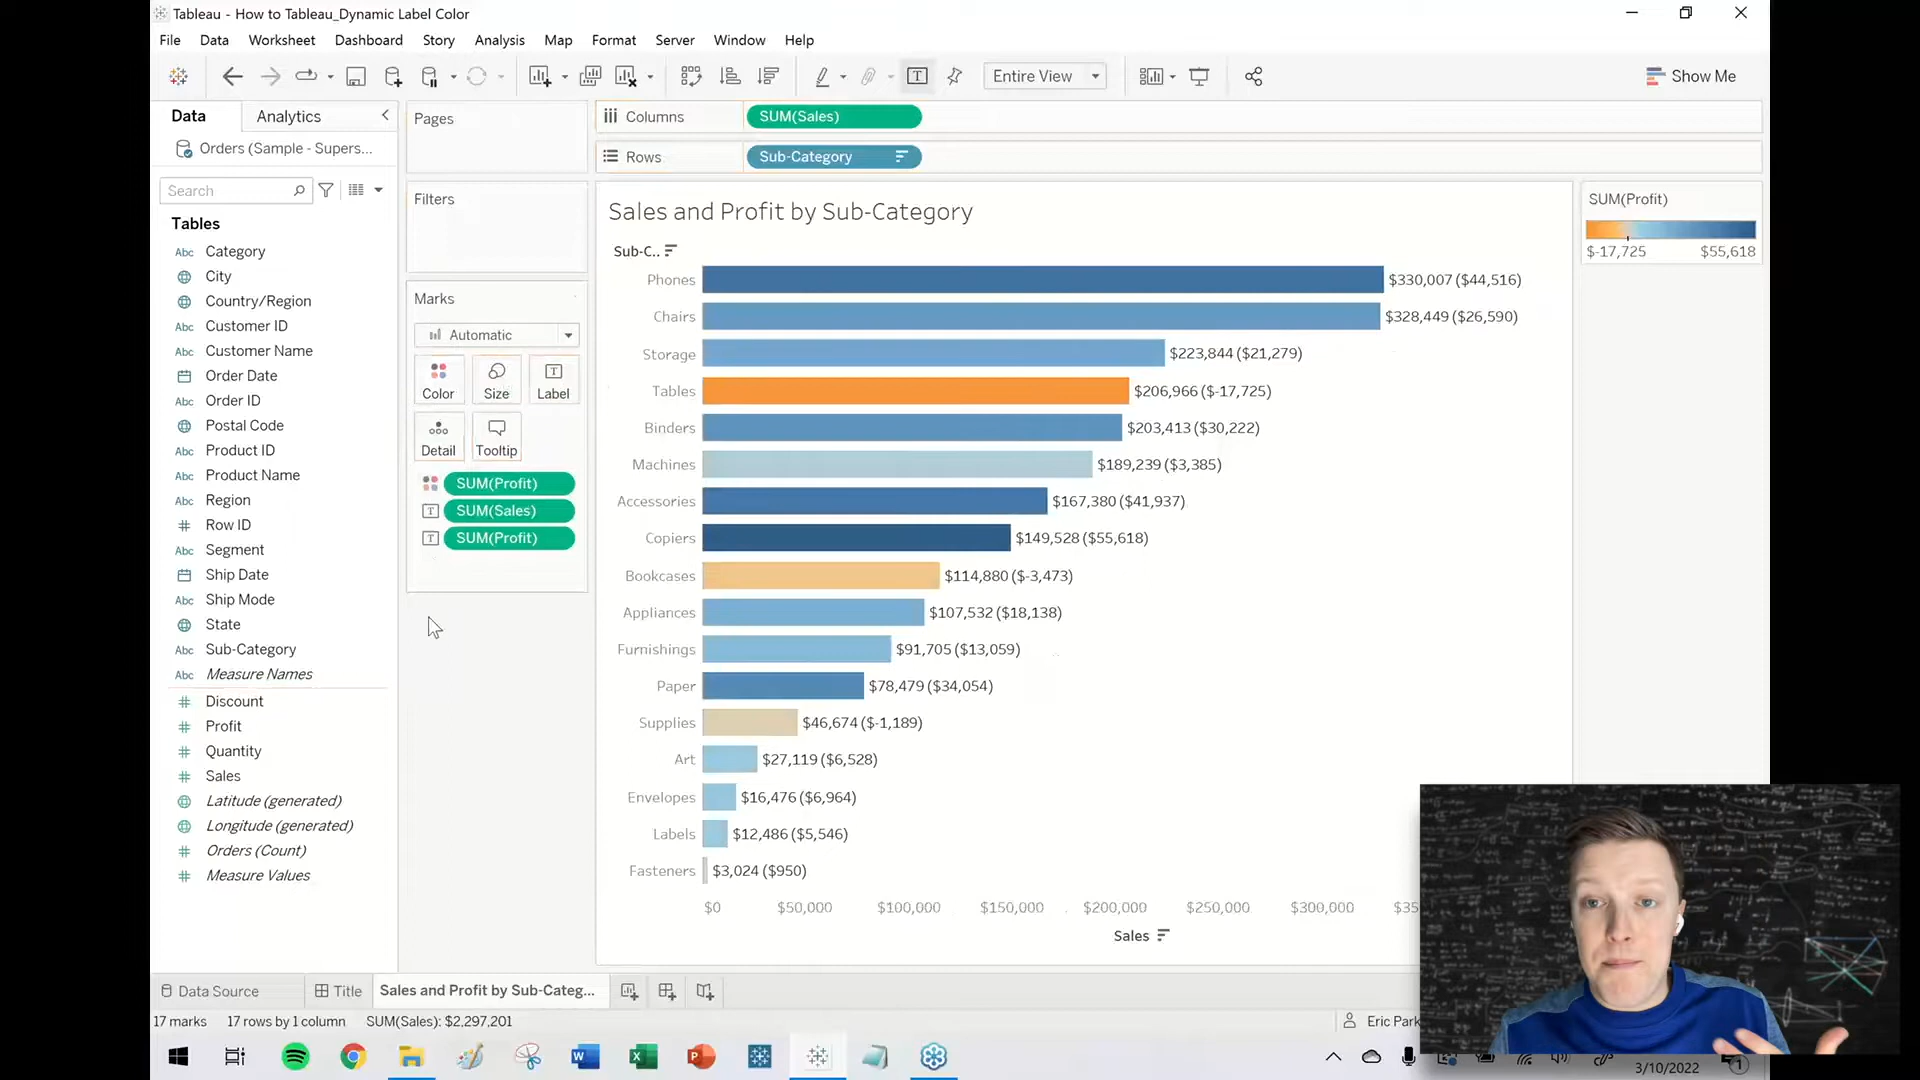 Tableau - How to Tableau_Dynamic Label Color
File Data Worksheet Dashboard Story Analysis Map Format Server Window Help
Entire View
Show Me
Data Analytics
Orders (Sample - Supers...
Search
Tables
Category
City
Country/Region
Customer ID
Customer Name
Order Date
Order ID
Postal Code
Product ID
Product Name
Region
Row ID
Segment
Ship Date
Ship Mode
State
Sub-Category
Measure Names
Discount
Profit
Quantity
Sales
Latitude (generated)
Longitude (generated)
Orders (Count)
Measure Values
Pages
Filters
Marks
Automatic
Color Size Label
Detail Tooltip
SUM(Profit)
SUM(Sales)
SUM(Profit)
Columns SUM(Sales)
Rows Sub-Category
Sales and Profit by Sub-Category
Sub-C..
Phones $330,007 ($44,516)
Chairs $328,449 ($26,590)
Storage $223,844 ($21,279)
Tables $206,966 ($-17,725)
Binders $203,413 ($30,222)
Machines $189,239 ($3,385)
Accessories $167,380 ($41,937)
Copiers $149,528 ($55,618)
Bookcases $114,880 ($-3,473)
Appliances $107,532 ($18,138)
Furnishings $91,705 ($13,059)
Paper $78,479 ($34,054)
Supplies $46,674 ($-1,189)
Art $27,119 ($6,528)
Envelopes $16,476 ($6,964)
Labels $12,486 ($5,546)
Fasteners $3,024 ($950)
$0 $50,000 $100,000 $150,000 $200,000 $250,000 $300,000 $35
Sales
SUM(Profit)
$-17,725 $55,618
Data Source Title Sales and Profit by Sub-Categ...
17 marks 17 rows by 1 column SUM(Sales): $2,297,201
Eric Park
3/10/2022